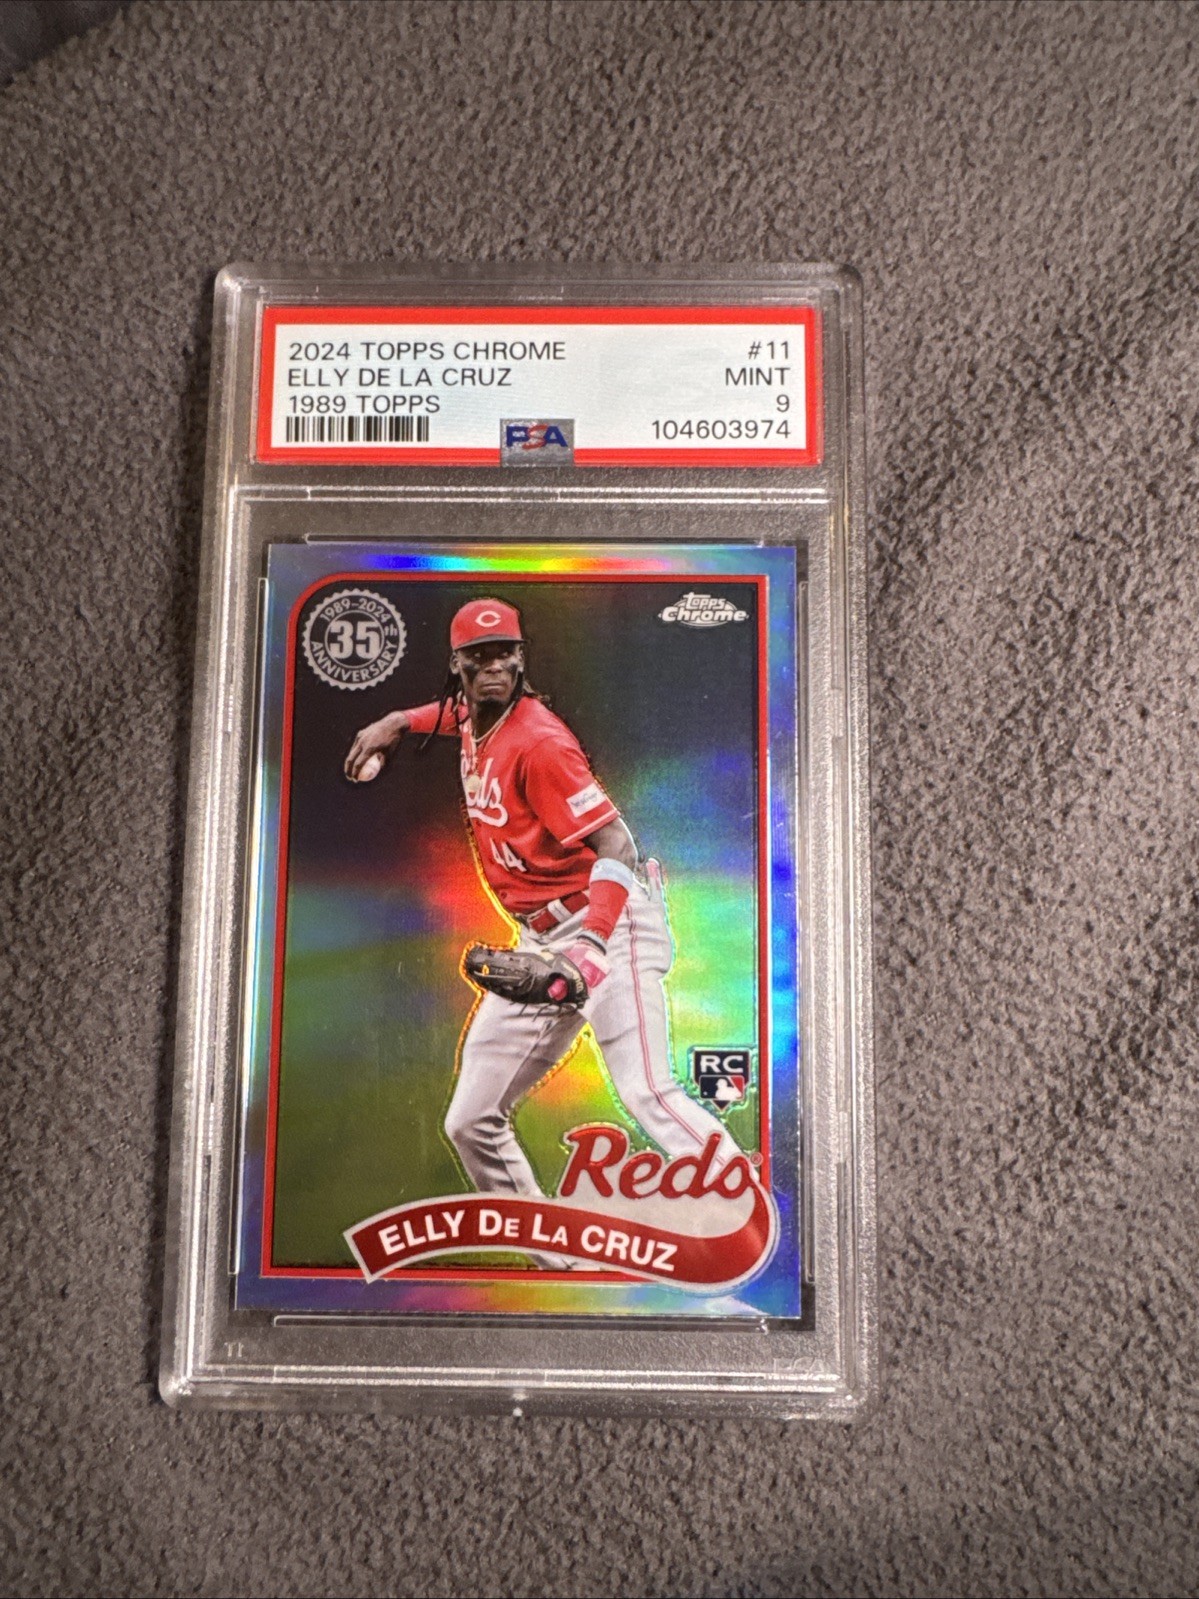 2024 TOPPS CHROME #11
ELLY DE LA CRUZ MINT
1989 TOPPS 9
PSA 104603974
1989-2024
35th
ANNIVERSARY
Topps
Chrome
C
Reds
44
RC
Reds
ELLY DE LA CRUZ